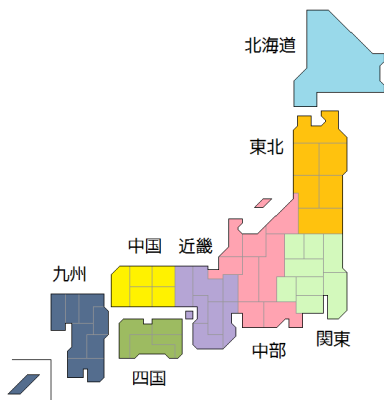 北海道
東北
中国
近畿
九州
関東
中部
四国